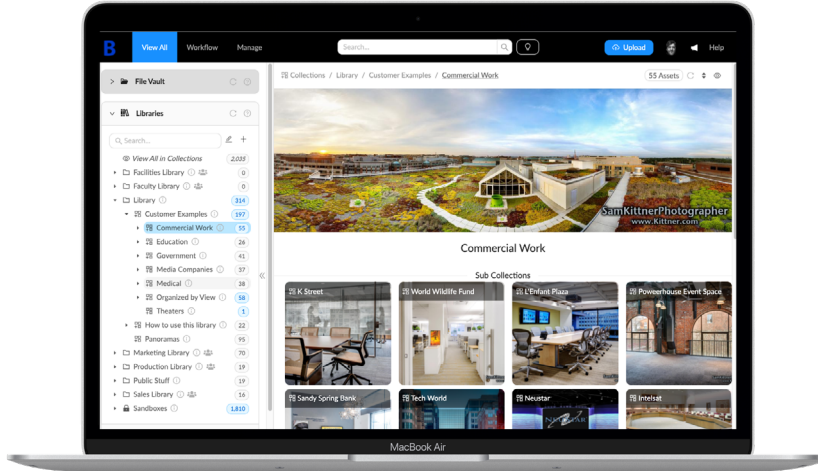 B
View All
Workflow
Manage
Search...
Upload
Help
File Vault
Libraries
Search...
View All in Collections 2,035
Facilities Library 0
Faculty Library 0
Library 314
Customer Examples 197
Commercial Work 55
Education 26
Government 41
Media Companies 37
Medical 38
Organized by View 58
Theaters 1
How to use this library 22
Panoramas 95
Marketing Library 70
Production Library 19
Public Stuff 19
Sales Library 16
Sandboxes 1,810
Collections / Library / Customer Examples / Commercial Work
55 Assets
SamKittnerPhotographer
www.Kittner.com
Commercial Work
Sub Collections
K Street
World Wildlife Fund
L'Enfant Plaza
Powerhouse Event Space
Sandy Spring Bank
Tech World
Neustar
Intelsat
NEUSTAR
MacBook Air